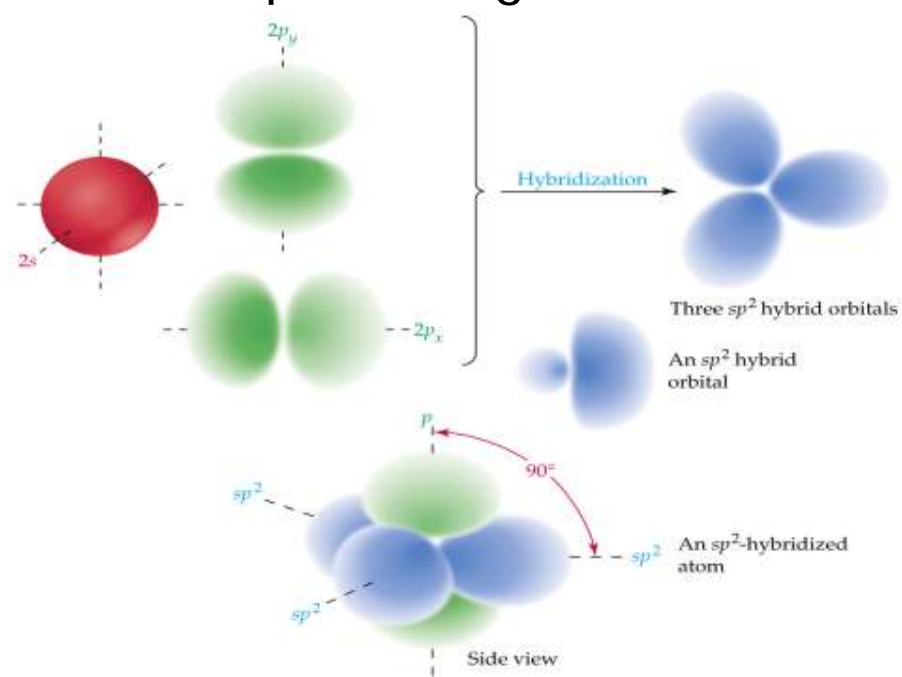 2p_y
2s
2p_x
Hybridization
Three sp² hybrid orbitals
An sp² hybrid
orbital
p
90°
sp²
sp²
sp²
An sp²-hybridized
atom
Side view